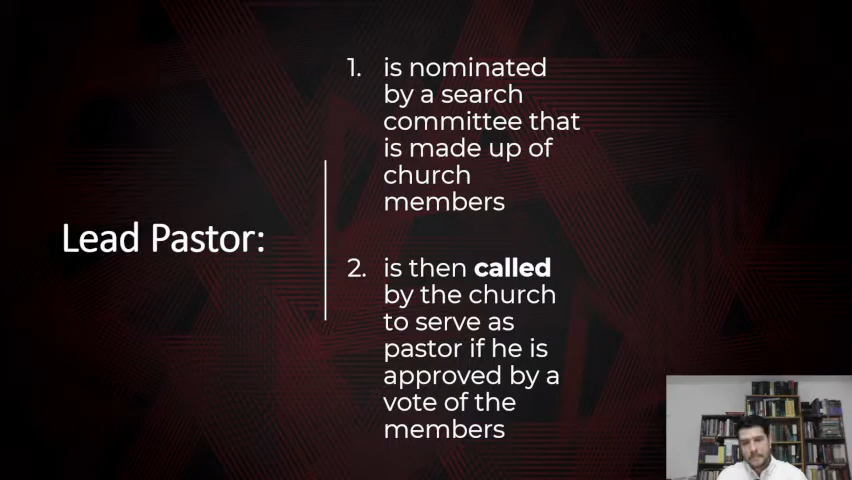 Lead Pastor:
1. is nominated
by a search
committee that
is made up of
church
members
2. is then called
by the church
to serve as
pastor if he is
approved by a
vote of the
members